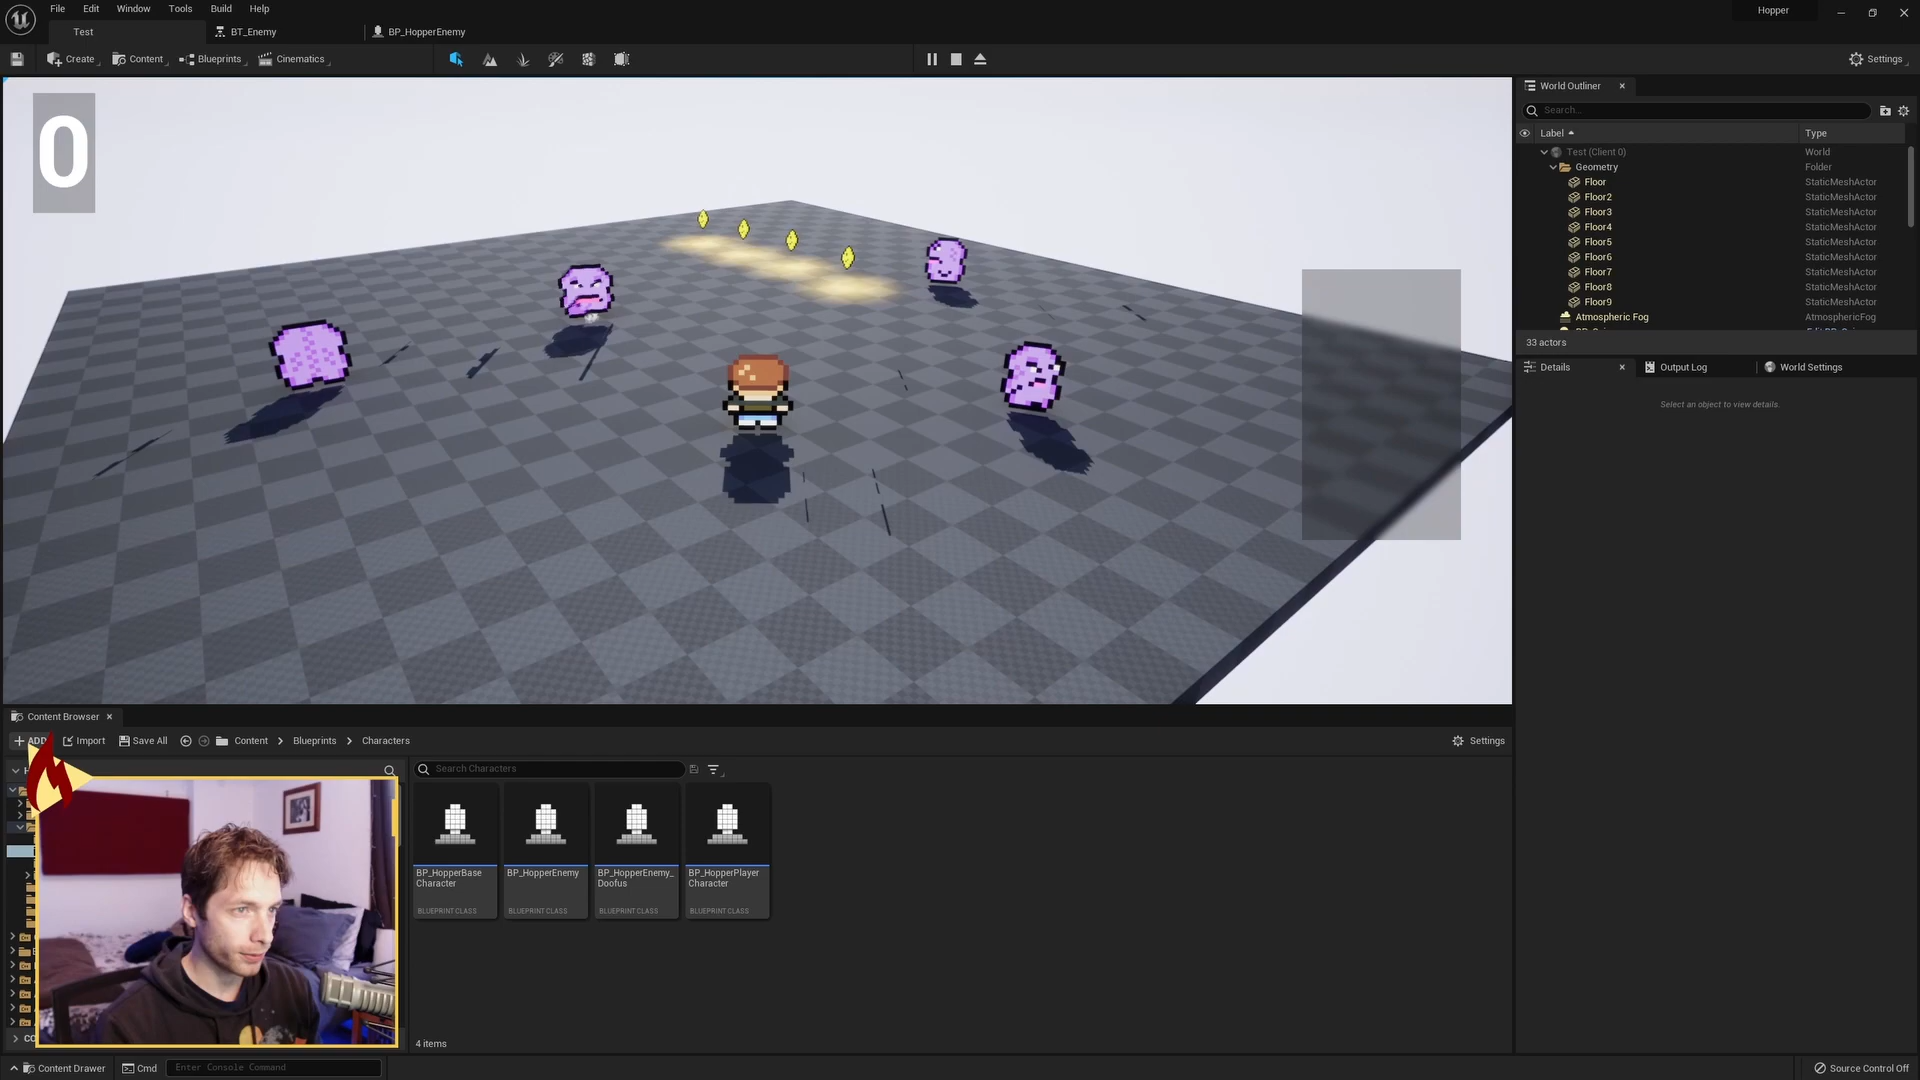 File Edit Window Tools Build Help
Hopper
Test
BT_Enemy
BP_HopperEnemy
Create
Content
Blueprints
Cinematics
Settings
0
World Outliner
Search...
Label
Type
Test (Client 0) World
Geometry Folder
Floor StaticMeshActor
Floor2 StaticMeshActor
Floor3 StaticMeshActor
Floor4 StaticMeshActor
Floor5 StaticMeshActor
Floor6 StaticMeshActor
Floor7 StaticMeshActor
Floor8 StaticMeshActor
Floor9 StaticMeshActor
Atmospheric Fog AtmosphericFog
33 actors
Details
Output Log
World Settings
Select an object to view details.
Content Browser
ADD
Import
Save All
Content
Blueprints
Characters
Settings
Search Characters
BP_HopperBase
Character
BLUEPRINT CLASS
BP_HopperEnemy
BLUEPRINT CLASS
BP_HopperEnemy_
Doofus
BLUEPRINT CLASS
BP_HopperPlayer
Character
BLUEPRINT CLASS
4 items
Content Drawer
Cmd
Enter Console Command
Source Control Off